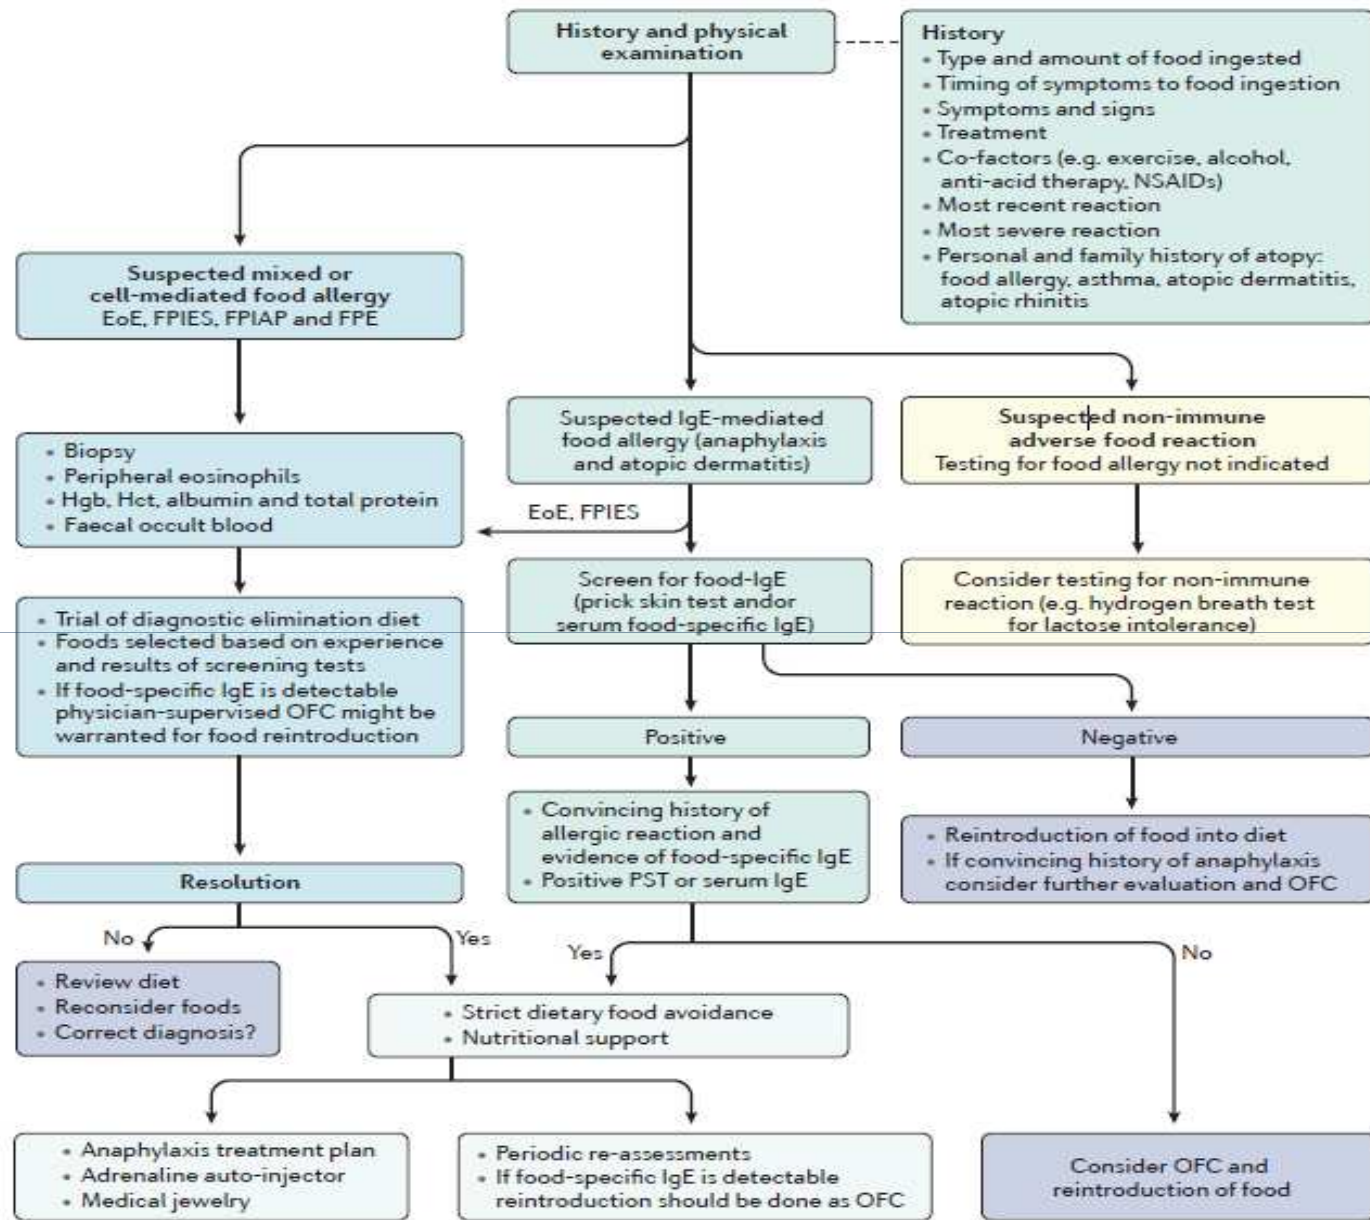 History and physical
examination
History
• Type and amount of food ingested
• Timing of symptoms to food ingestion
• Symptoms and signs
• Treatment
• Co-factors (e.g. exercise, alcohol,
anti-acid therapy, NSAIDs)
• Most recent reaction
• Most severe reaction
• Personal and family history of atopy:
food allergy, asthma, atopic dermatitis,
atopic rhinitis
Suspected mixed or
cell-mediated food allergy
EoE, FPIES, FPIAP and FPE
Suspected IgE-mediated
food allergy (anaphylaxis
and atopic dermatitis)
Suspected non-immune
adverse food reaction
Testing for food allergy not indicated
• Biopsy
• Peripheral eosinophils
• Hgb, Hct, albumin and total protein
• Faecal occult blood
EoE, FPIES
Screen for food-IgE
(prick skin test andor
serum food-specific IgE)
Consider testing for non-immune
reaction (e.g. hydrogen breath test
for lactose intolerance)
• Trial of diagnostic elimination diet
• Foods selected based on experience
and results of screening tests
• If food-specific IgE is detectable
physician-supervised OFC might be
warranted for food reintroduction
Positive
Negative
• Convincing history of
allergic reaction and
evidence of food-specific IgE
• Positive PST or serum IgE
• Reintroduction of food into diet
• If convincing history of anaphylaxis
consider further evaluation and OFC
Resolution
No
Yes
Yes
No
• Review diet
• Reconsider foods
• Correct diagnosis?
• Strict dietary food avoidance
• Nutritional support
• Anaphylaxis treatment plan
• Adrenaline auto-injector
• Medical jewelry
• Periodic re-assessments
• If food-specific IgE is detectable
reintroduction should be done as OFC
Consider OFC and
reintroduction of food